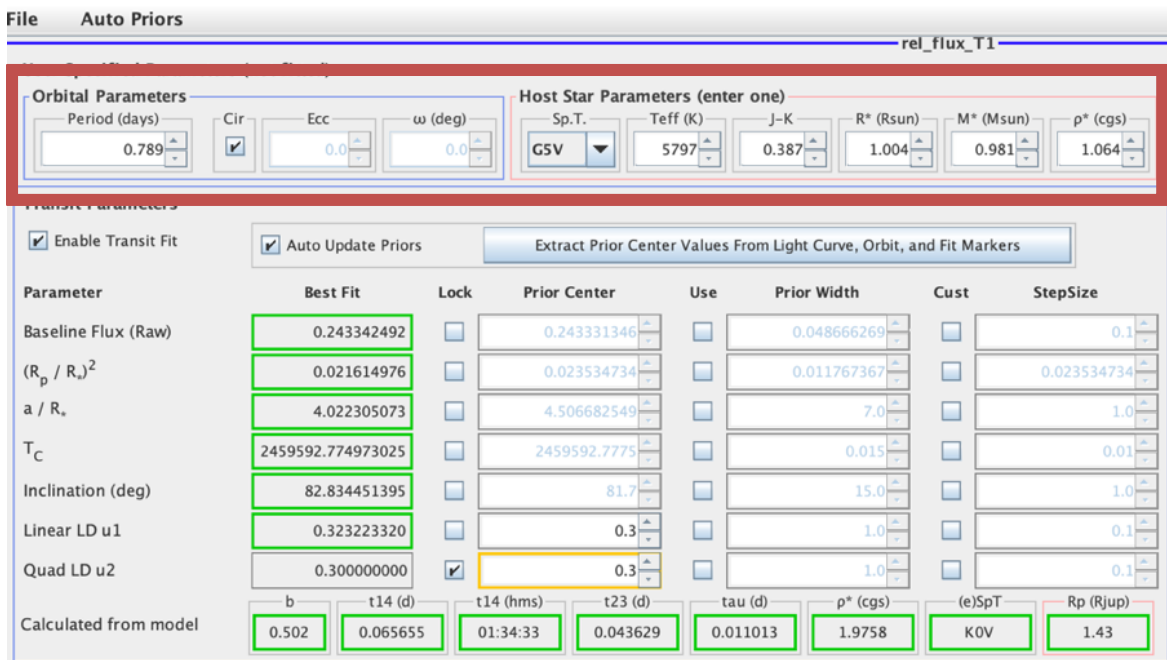 File Auto Priors
rel_flux_T1
Orbital Parameters Host Star Parameters (enter one)
Period (days) Cir Ecc ω (deg) Sp.T. Teff (K) J-K R* (Rsun) M* (Msun) ρ* (cgs)
0.789 0.0 0.0 G5V 5797 0.387 1.004 0.981 1.064
Transit Parameters
Enable Transit Fit Auto Update Priors Extract Prior Center Values From Light Curve, Orbit, and Fit Markers
Parameter Best Fit Lock Prior Center Use Prior Width Cust StepSize
Baseline Flux (Raw) 0.243342492 0.243331346 0.048666269 0.1
(Rp / R*)2 0.021614976 0.023534734 0.011767367 0.023534734
a / R* 4.022305073 4.506682549 7.0 1.0
TC 2459592.774973025 2459592.7775 0.015 0.01
Inclination (deg) 82.834451395 81.7 15.0 1.0
Linear LD u1 0.323223320 0.3 1.0 0.1
Quad LD u2 0.300000000 0.3 1.0 0.1
b t14 (d) t14 (hms) t23 (d) tau (d) ρ* (cgs) (e)SpT Rp (Rjup)
Calculated from model 0.502 0.065655 01:34:33 0.043629 0.011013 1.9758 K0V 1.43